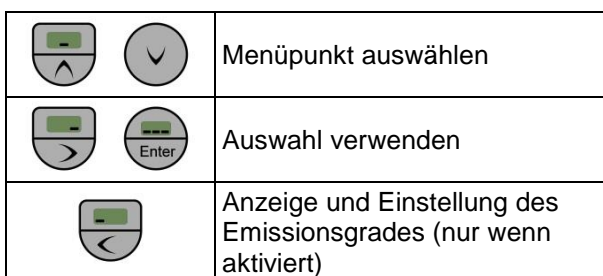 Menüpunkt auswählen
Enter
Auswahl verwenden
Anzeige und Einstellung des
Emissionsgrades (nur wenn
aktiviert)